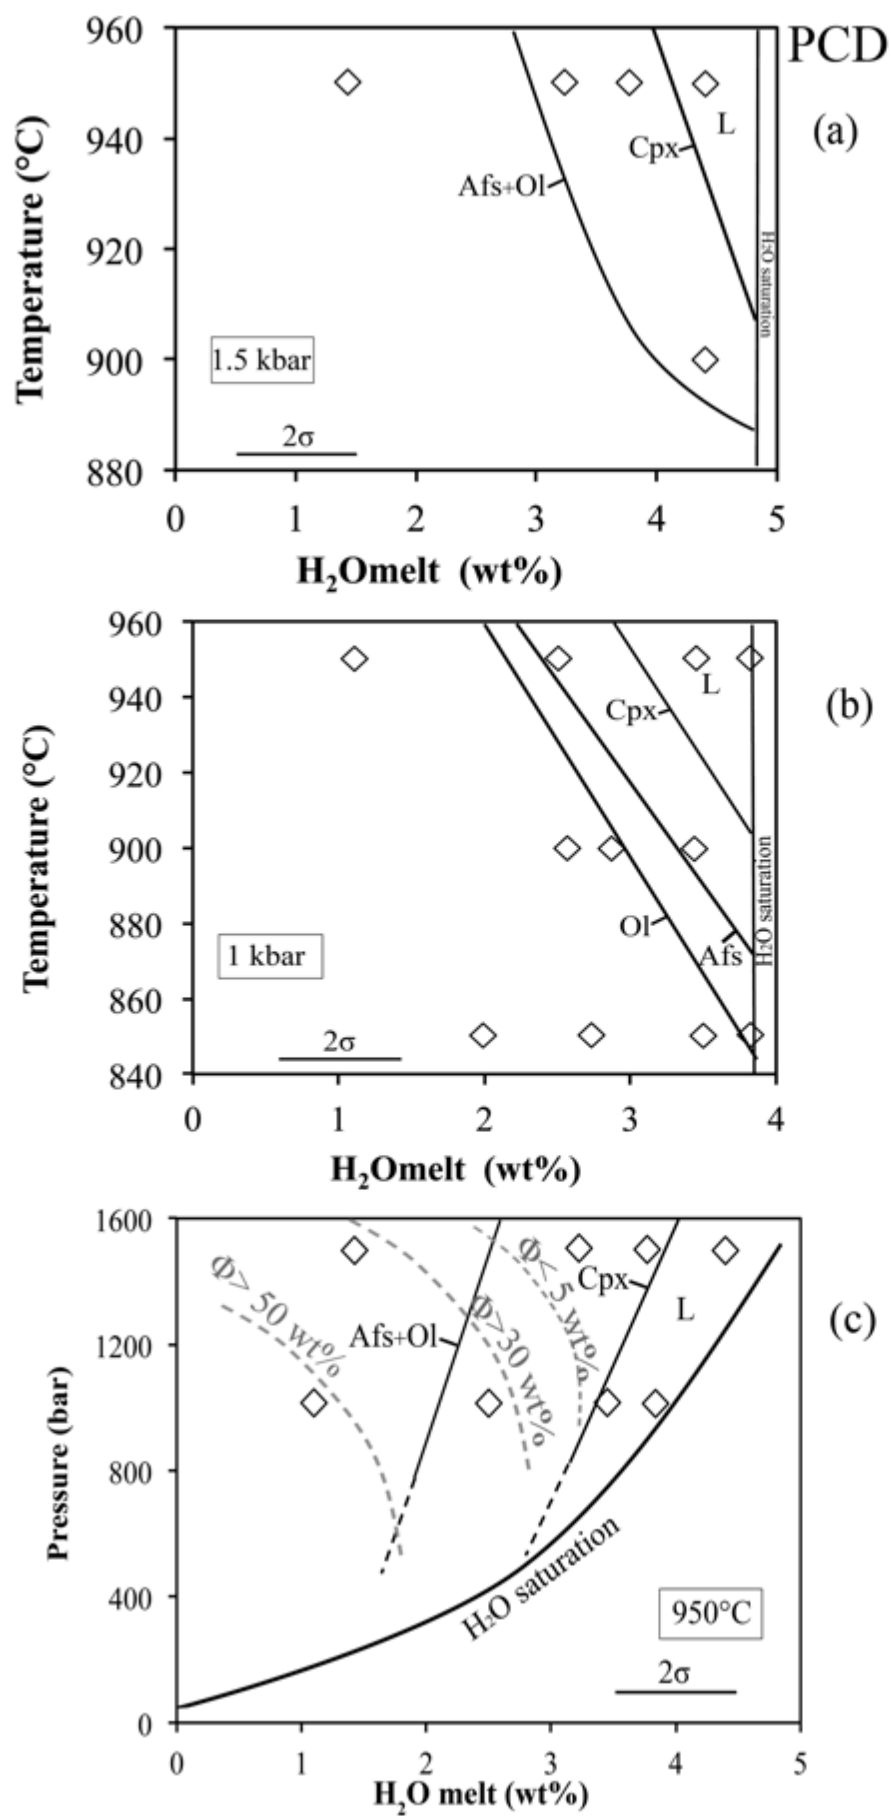 PCD
(a)
960
940
920
900
880
Temperature (°C)
Afs+Ol
Cpx
L
H2O saturation
1.5 kbar
2σ
0 1 2 3 4 5
H₂Omelt (wt%)
(b)
960
940
920
900
880
860
840
Temperature (°C)
Cpx
L
Ol
Afs
H2O saturation
1 kbar
2σ
0 1 2 3 4
H₂Omelt (wt%)
(c)
1600
1200
800
400
0
Pressure (bar)
Φ> 50 wt%
Afs+Ol
Φ>30 wt%
Φ< 5 wt%
Cpx
L
H2O saturation
950°C
2σ
0 1 2 3 4 5
H₂O melt (wt%)